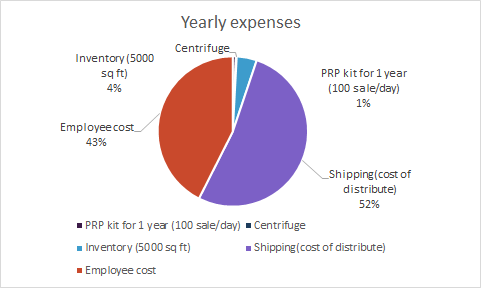 Yearly expenses
Centrifuge
Inventory (5000
sq ft)
4%
PRP kit for 1 year
(100 sale/day)
1%
Employee cost
43%
Shipping(cost of
distribute)
52%
PRP kit for 1 year (100 sale/day)
Centrifuge
Inventory (5000 sq ft)
Shipping(cost of distribute)
Employee cost